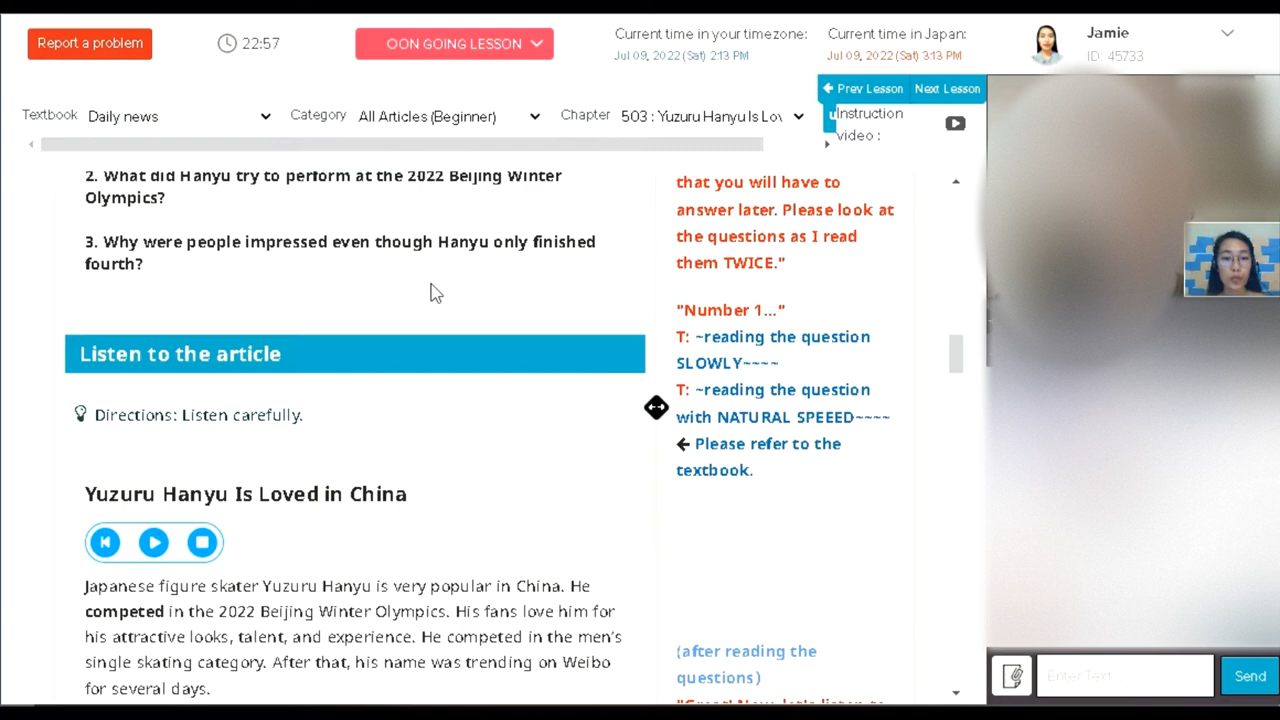 Report a problem
22:57
OON GOING LESSON
Current time in your timezone:
Jul 09, 2022 (Sat) 2:13 PM
Current time in Japan:
Jul 09, 2022 (Sat) 3:13 PM
Jamie
ID: 45733
Prev Lesson
Next Lesson
Textbook
Daily news
Category
All Articles (Beginner)
Chapter
503 : Yuzuru Hanyu Is Lov
u
Instruction
video :
2. What did Hanyu try to perform at the 2022 Beijing Winter
Olympics?
3. Why were people impressed even though Hanyu only finished
fourth?
Listen to the article
Directions: Listen carefully.
Yuzuru Hanyu Is Loved in China
Japanese figure skater Yuzuru Hanyu is very popular in China. He
competed in the 2022 Beijing Winter Olympics. His fans love him for
his attractive looks, talent, and experience. He competed in the men's
single skating category. After that, his name was trending on Weibo
for several days.
that you will have to
answer later. Please look at
the questions as I read
them TWICE."
"Number 1..."
T: ~reading the question
SLOWLY~~~~
T: ~reading the question
with NATURAL SPEEED~~~~
← Please refer to the
textbook.
(after reading the
questions)
"Great! Now, let's listen to
Enter Text
Send